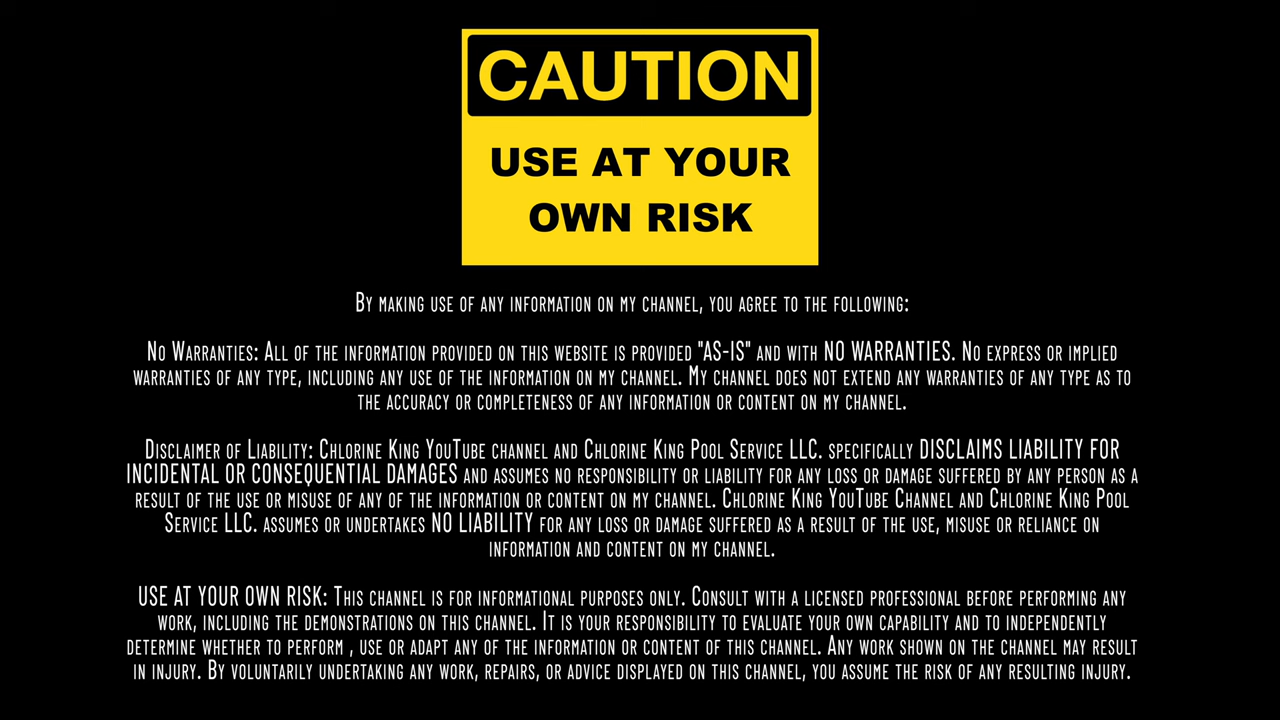 CAUTION
USE AT YOUR
OWN RISK
By making use of any information on my channel, you agree to the following:
No Warranties: All of the information provided on this website is provided "AS-IS" and with NO WARRANTIES. No express or implied
warranties of any type, including any use of the information on my channel. My channel does not extend any warranties of any type as to
the accuracy or completeness of any information or content on my channel.
Disclaimer of Liability: Chlorine King YouTube channel and Chlorine King Pool Service LLC. specifically DISCLAIMS LIABILITY FOR
INCIDENTAL OR CONSEQUENTIAL DAMAGES and assumes no responsibility or liability for any loss or damage suffered by any person as a
result of the use or misuse of any of the information or content on my channel. Chlorine King YouTube Channel and Chlorine King Pool
Service LLC. assumes or undertakes NO LIABILITY for any loss or damage suffered as a result of the use, misuse or reliance on
information and content on my channel.
USE AT YOUR OWN RISK: This channel is for informational purposes only. Consult with a licensed professional before performing any
work, including the demonstrations on this channel. It is your responsibility to evaluate your own capability and to independently
determine whether to perform , use or adapt any of the information or content of this channel. Any work shown on the channel may result
in injury. By voluntarily undertaking any work, repairs, or advice displayed on this channel, you assume the risk of any resulting injury.